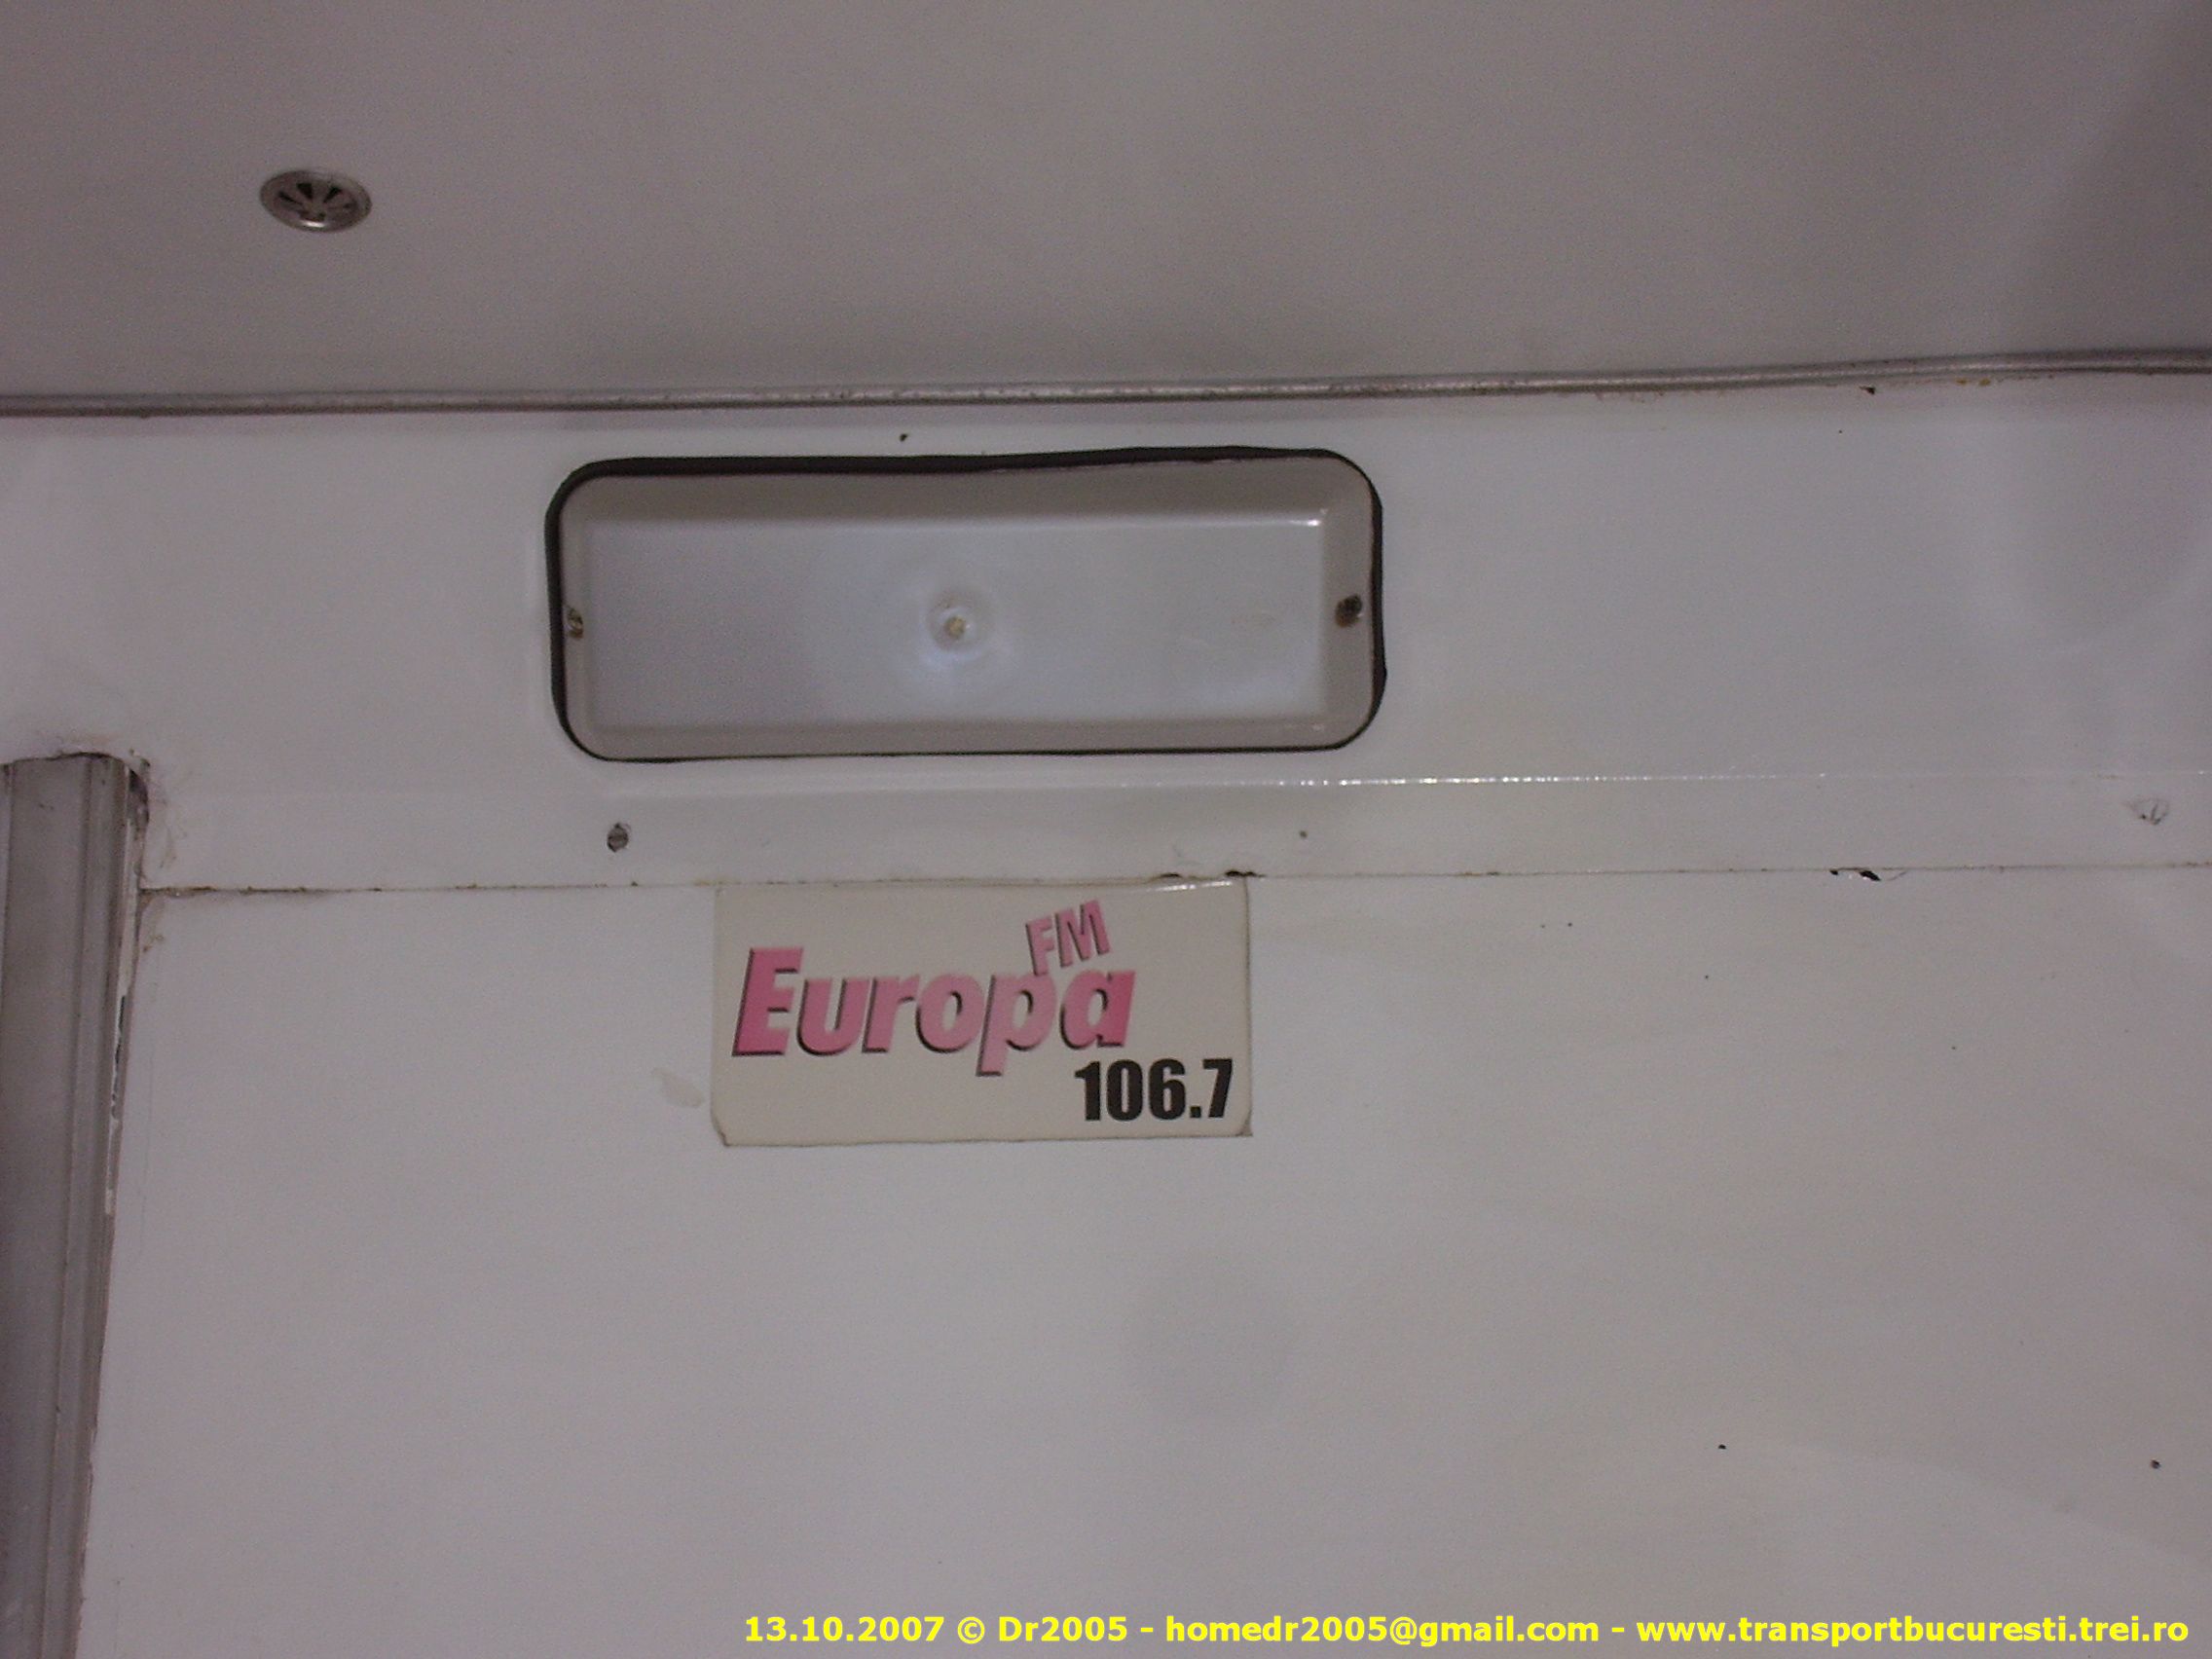 Europa FM
106.7
13.10.2007 © Dr2005 - homedr2005@gmail.com - www.transportbucuresti.trei.ro